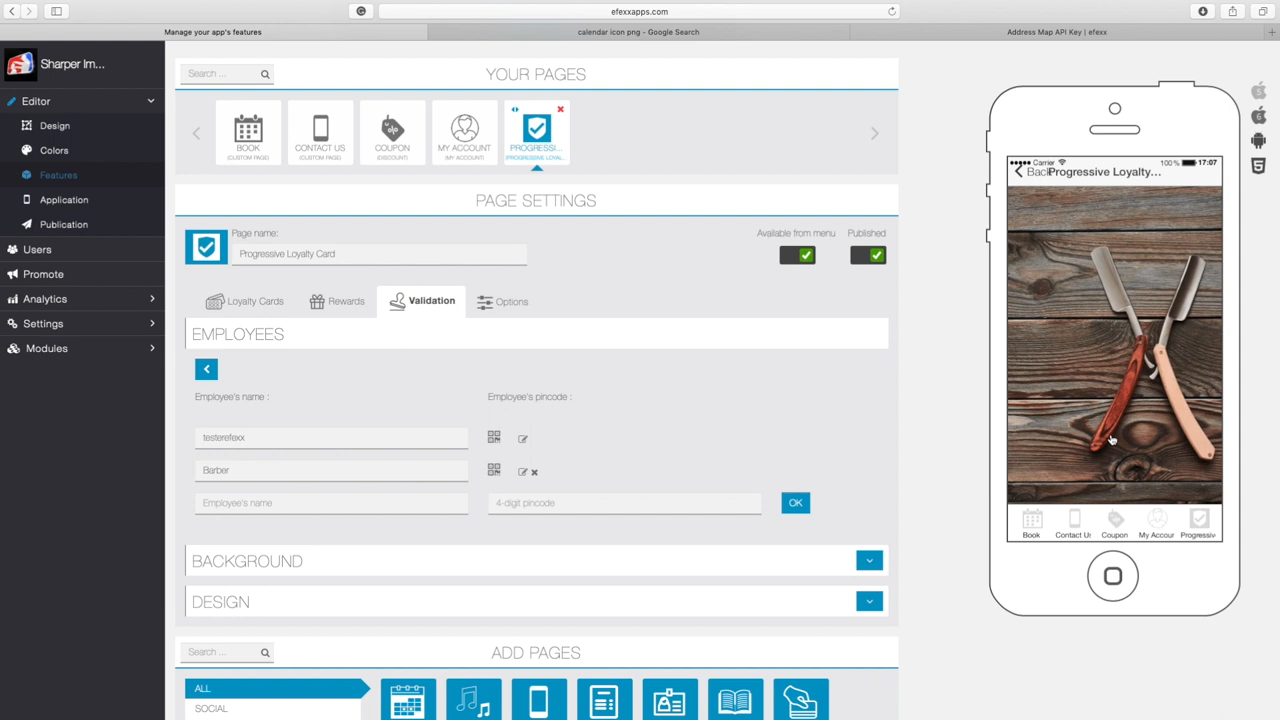 efexxapps.com
Manage your app's features
calendar icon png - Google Search
Address Map API Key | efexx
Sharper Im...
Editor
Design
Colors
Features
Application
Publication
Users
Promote
Analytics
Settings
Modules
Search ...
YOUR PAGES
BOOK
(CUSTOM PAGE)
CONTACT US
(CUSTOM PAGE)
COUPON
(DISCOUNT)
MY ACCOUNT
(MY ACCOUNT)
PROGRESSI...
(PROGRESSIVE LOYAL...
PAGE SETTINGS
Page name:
Progressive Loyalty Card
Available from menu
Published
Loyalty Cards
Rewards
Validation
Options
EMPLOYEES
Employee's name :
Employee's pincode :
testerefexx
Barber
Employee's name
4-digit pincode
OK
BACKGROUND
DESIGN
Search ...
ADD PAGES
ALL
SOCIAL
Carrier
100 %
17:07
Back
Progressive Loyalty...
Book
Contact Us
Coupon
My Accour
Progressiv